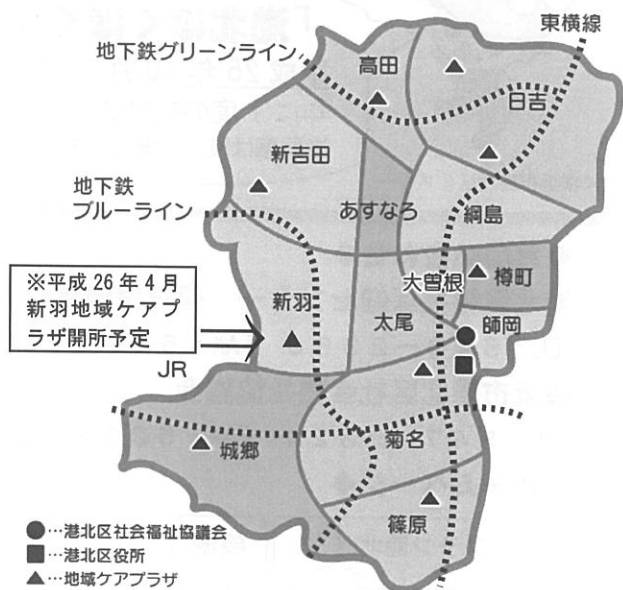 東横線
地下鉄グリーンライン
高田
日吉
新吉田
地下鉄
ブルーライン
あすなろ
綱島
※平成26年4月
新羽地域ケアプ
ラザ開所予定
新羽
大曽根
樽町
太尾
師岡
JR
城郷
菊名
篠原
●…港北区社会福祉協議会
■…港北区役所
▲…地域ケアプラザ